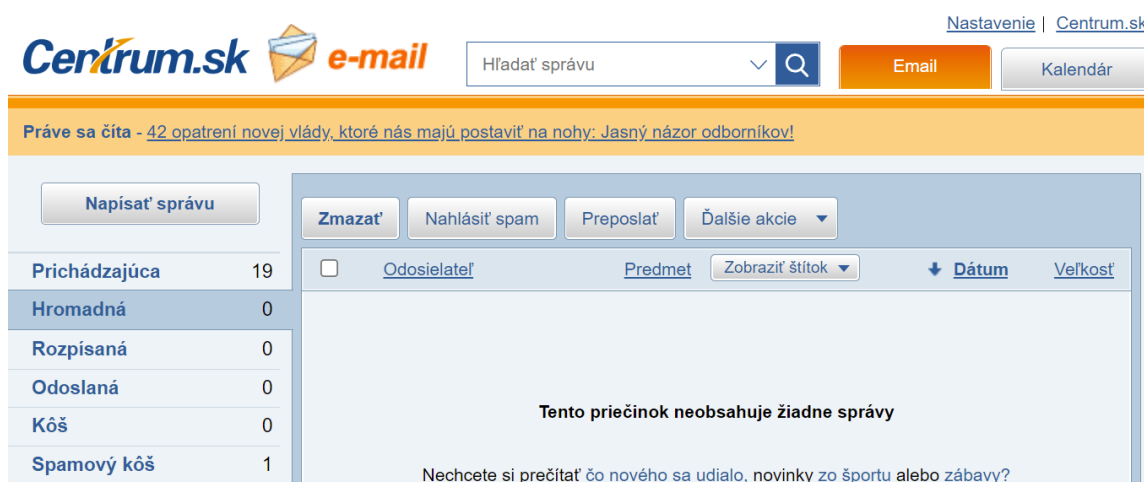 Nastavenie | Centrum.sk
Centrum.sk e-mail
Hľadať správu
Email
Kalendár
Práve sa číta - 42 opatrení novej vlády, ktoré nás majú postaviť na nohy: Jasný názor odborníkov!
Napísať správu
Zmazať Nahlásiť spam Preposlať Ďalšie akcie
Prichádzajúca 19
Hromadná 0
Rozpísaná 0
Odoslaná 0
Kôš 0
Spamový kôš 1
Odosielateľ Predmet Zobraziť štítok Dátum Veľkosť
Tento priečinok neobsahuje žiadne správy
Nechcete si prečítať čo nového sa udialo, novinky zo športu alebo zábavy?